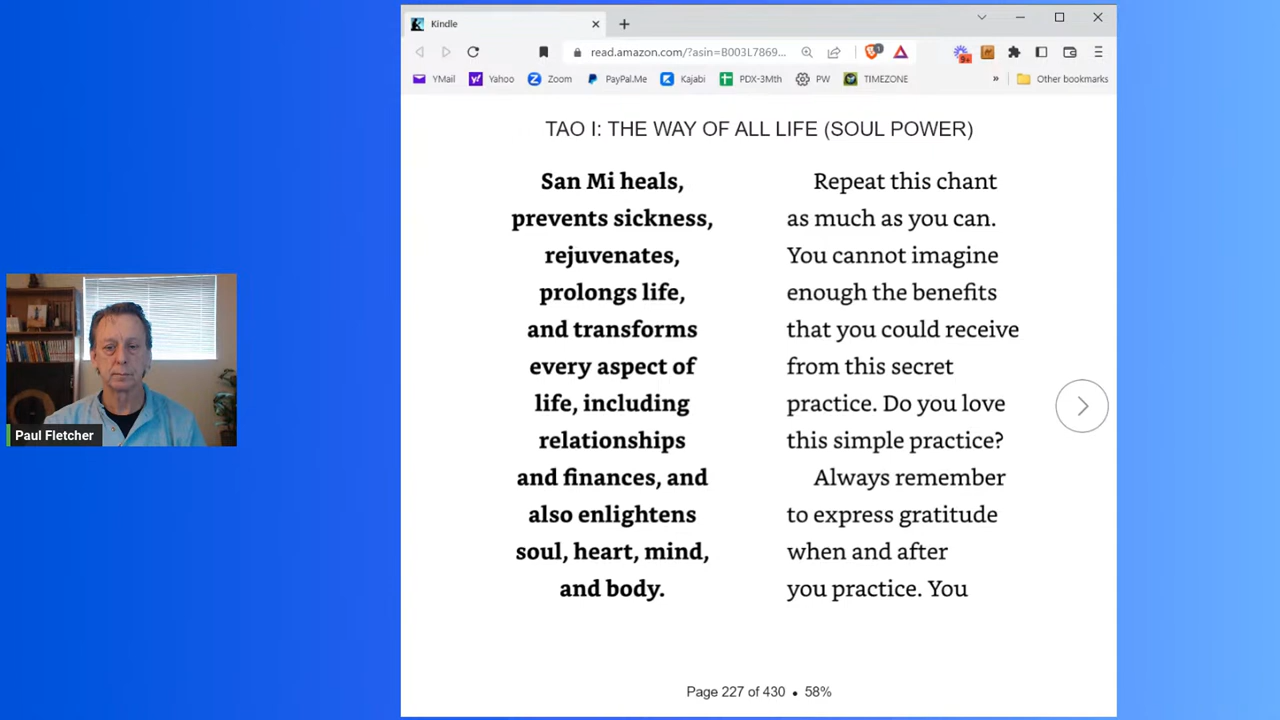 Kindle
read.amazon.com/?asin=B003L7869...
1
9+
YMail
Yahoo
Zoom
PayPal.Me
Kajabi
PDX-3Mth
PW
TIMEZONE
»
Other bookmarks
TAO I: THE WAY OF ALL LIFE (SOUL POWER)
San Mi heals,
prevents sickness,
rejuvenates,
prolongs life,
and transforms
every aspect of
life, including
relationships
and finances, and
also enlightens
soul, heart, mind,
and body.
Repeat this chant
as much as you can.
You cannot imagine
enough the benefits
that you could receive
from this secret
practice. Do you love
this simple practice?
Always remember
to express gratitude
when and after
you practice. You
Page 227 of 430 • 58%
Paul Fletcher